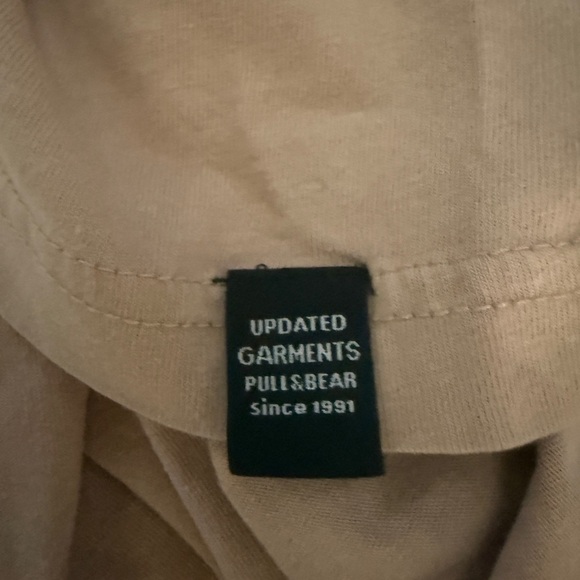 UPDATED
GARMENTS
PULL&BEAR
Since 1991